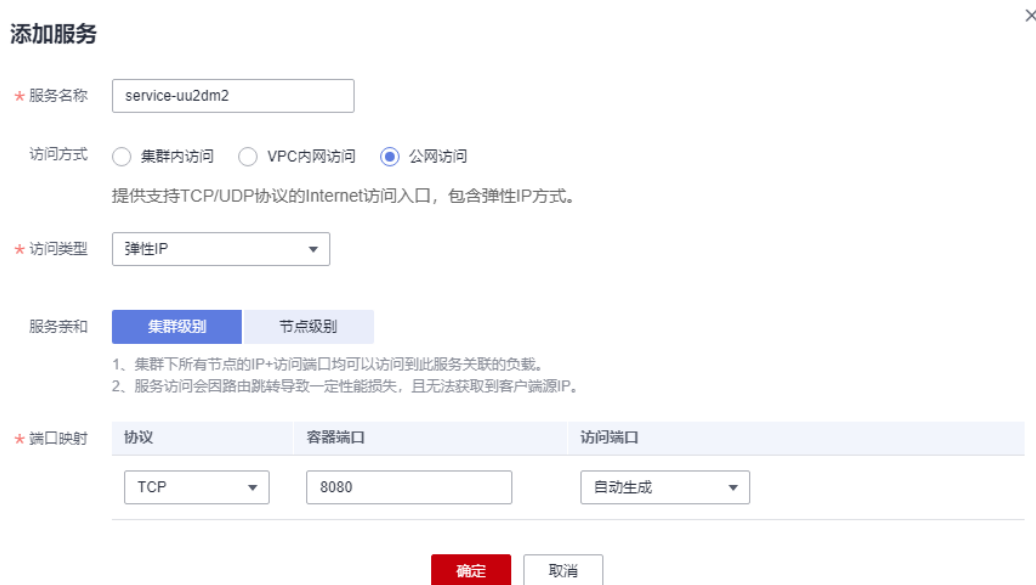 添加服务
* 服务名称 service-uu2dm2
访问方式 集群内访问 VPC内网访问 公网访问
提供支持TCP/UDP协议的Internet访问入口，包含弹性IP方式。
* 访问类型 弹性IP
服务亲和 集群级别 节点级别
1、集群下所有节点的IP+访问端口均可以访问到此服务关联的负载。
2、服务访问会因路由跳转导致一定性能损失，且无法获取到客户端源IP。
* 端口映射 协议 容器端口 访问端口
TCP 8080 自动生成
确定 取消